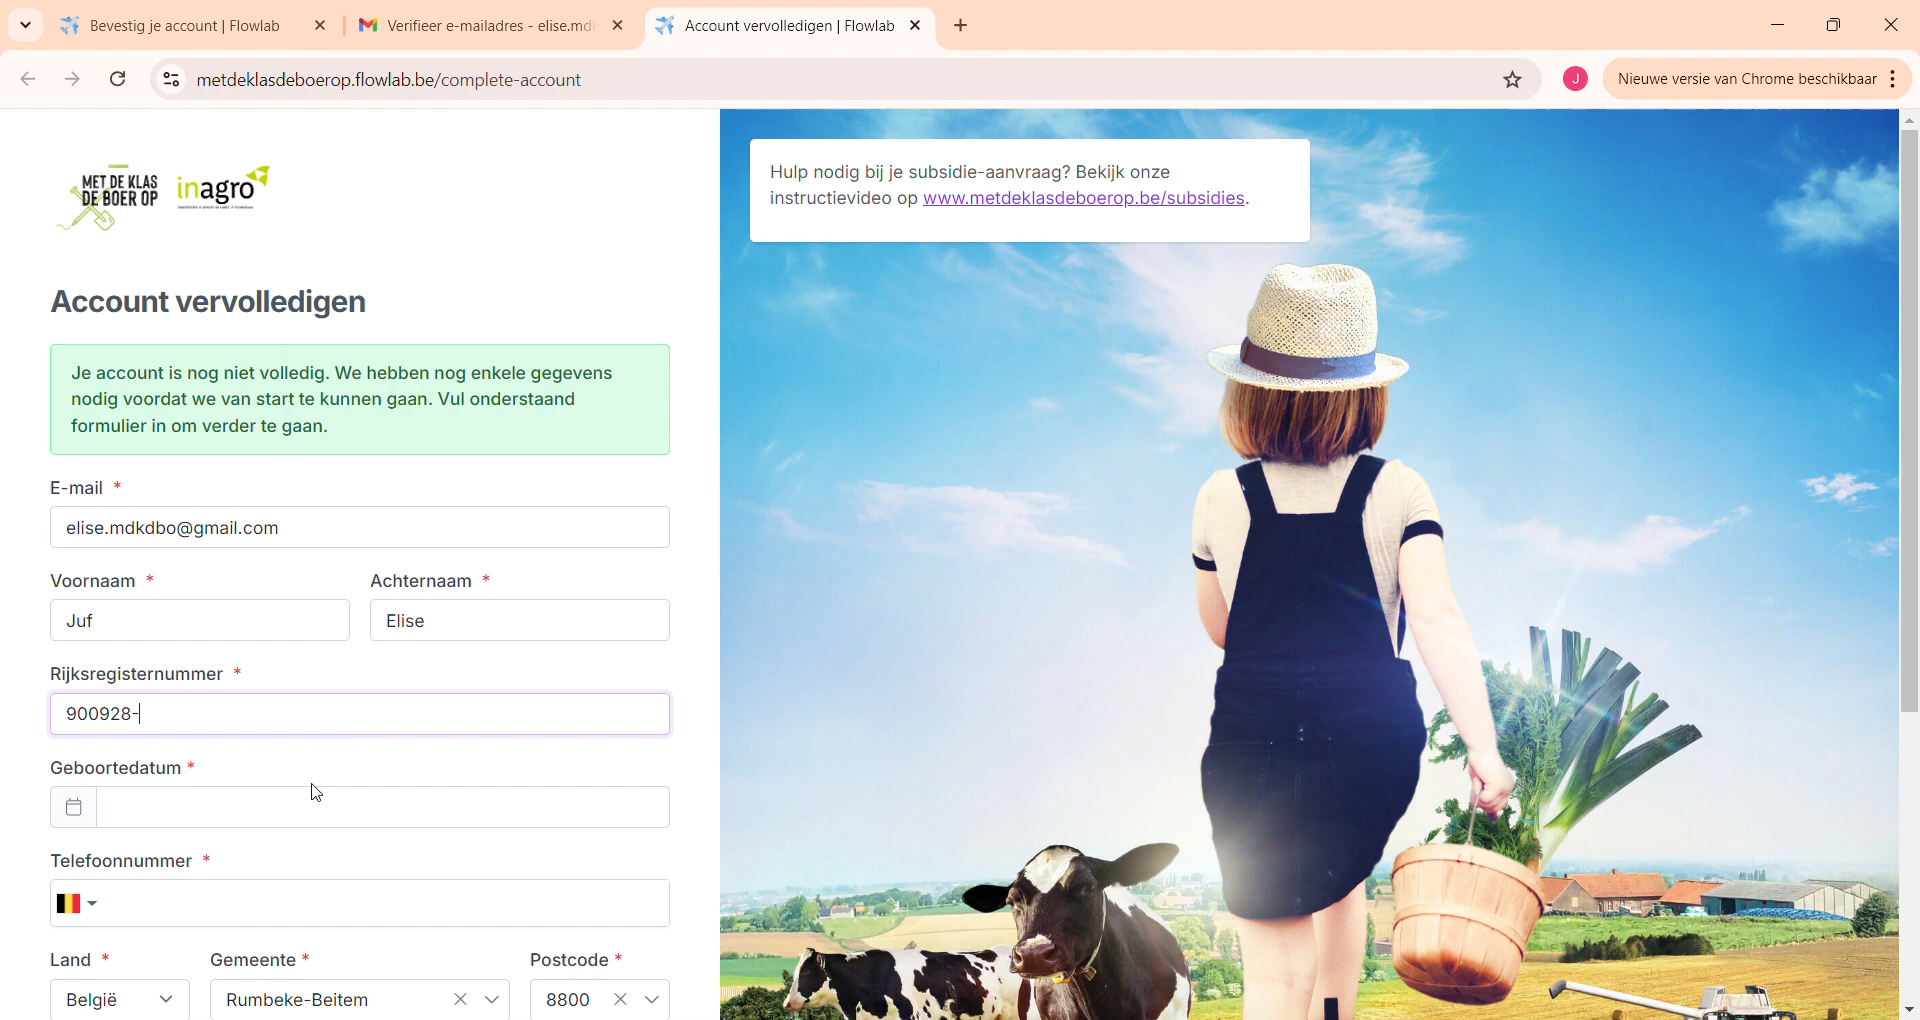 Bevestig je account | Flowlab
Verifieer e-mailadres - elise.mdk
Account vervolledigen | Flowlab
metdeklasdeboerop.flowlab.be/complete-account
J
Nieuwe versie van Chrome beschikbaar
MET DE KLAS
DE BOER OP
inagro
Hulp nodig bij je subsidie-aanvraag? Bekijk onze
instructievideo op www.metdeklasdeboerop.be/subsidies.
Account vervolledigen
Je account is nog niet volledig. We hebben nog enkele gegevens
nodig voordat we van start te kunnen gaan. Vul onderstaand
formulier in om verder te gaan.
E-mail *
elise.mdkdbo@gmail.com
Voornaam * Achternaam *
Juf Elise
Rijksregisternummer *
900928-
Geboortedatum *
Telefoonnummer *
Land * Gemeente * Postcode *
België Rumbeke-Beitem 8800